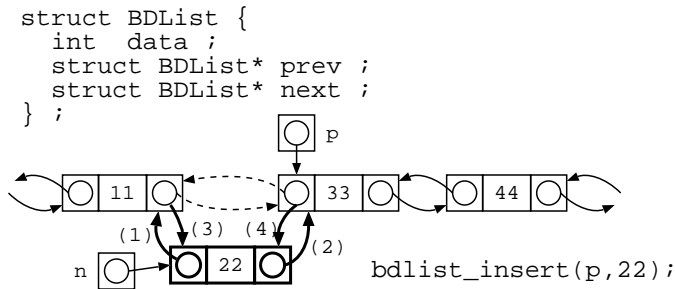 struct BDList {
int data ;
struct BDList* prev ;
struct BDList* next ;
} ;
p
11
33
44
(1)
(3)
(4)
(2)
n
22
bdlist_insert(p,22);